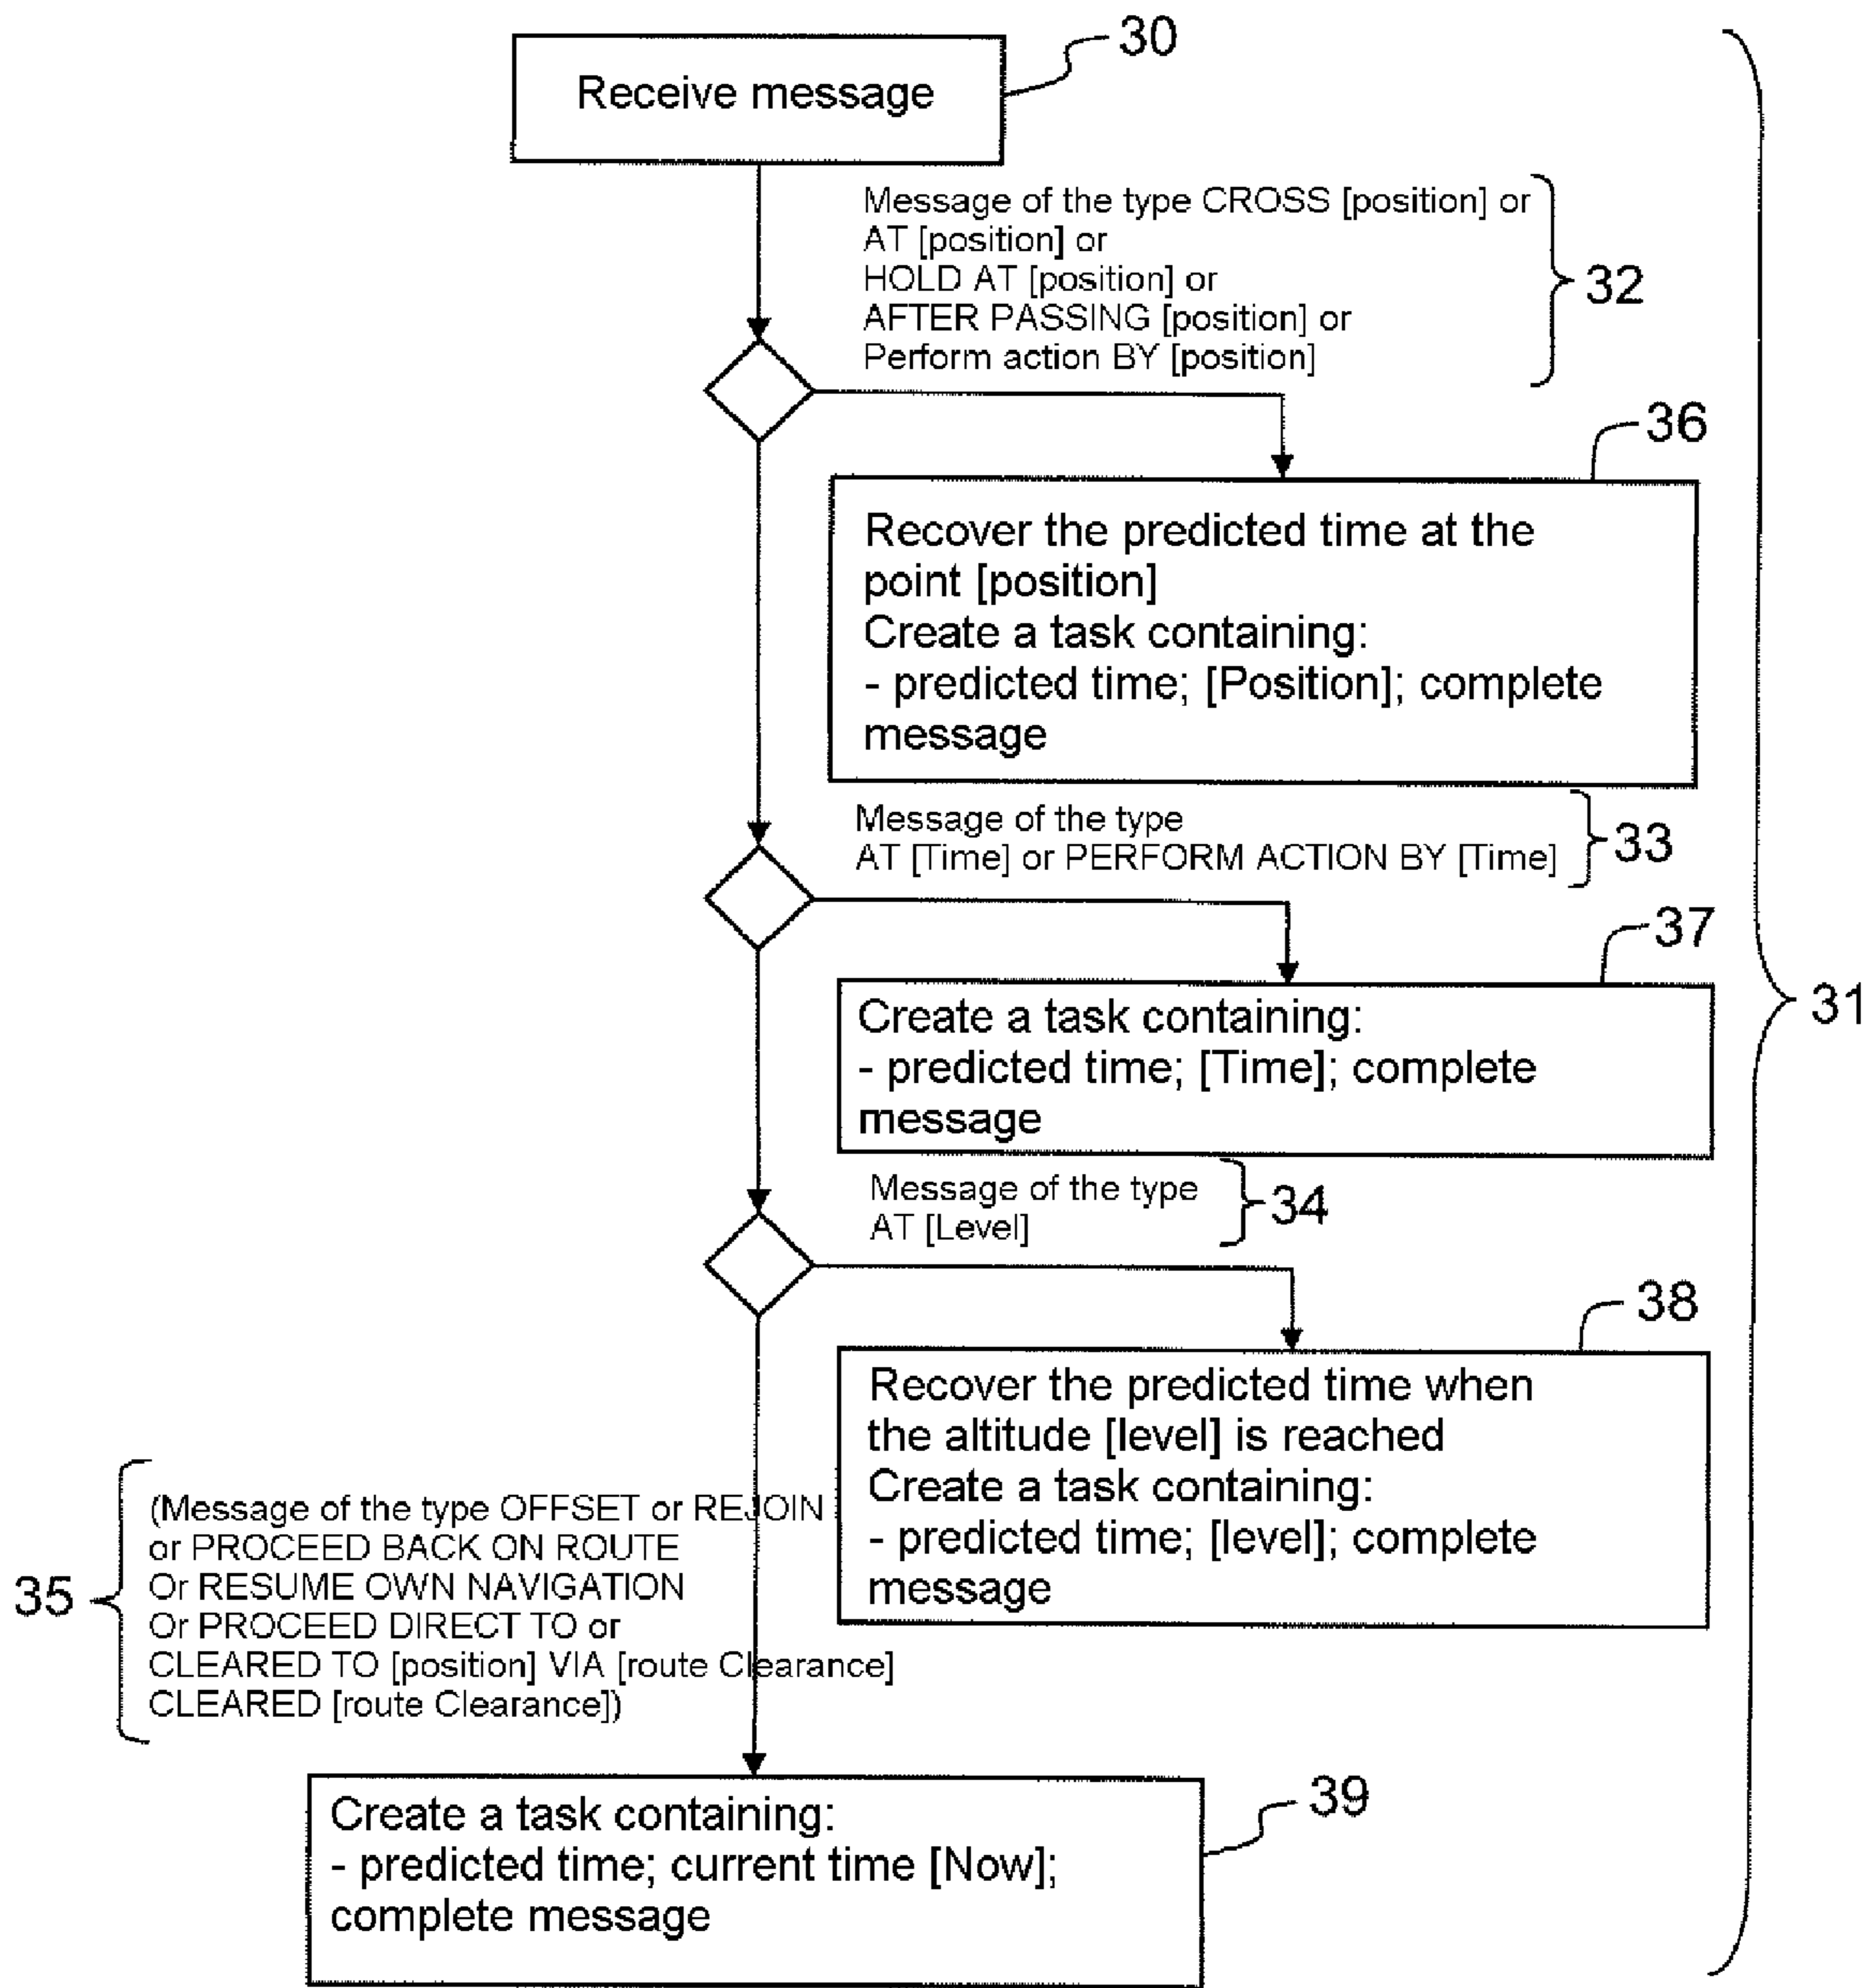 30
Receive message
Message of the type CROSS [position] or
AT [position] or
HOLD AT [position] or
AFTER PASSING [position] or
Perform action BY [position]
32
36
Recover the predicted time at the
point [position]
Create a task containing:
- predicted time; [Position]; complete
message
Message of the type
AT [Time] or PERFORM ACTION BY [Time]
33
37
31
Create a task containing:
- predicted time; [Time]; complete
message
Message of the type
AT [Level]
34
38
Recover the predicted time when
the altitude [level] is reached
Create a task containing:
- predicted time; [level]; complete
message
35
(Message of the type OFFSET or REJOIN
or PROCEED BACK ON ROUTE
Or RESUME OWN NAVIGATION
Or PROCEED DIRECT TO or
CLEARED TO [position] VIA [route Clearance]
CLEARED [route Clearance])
39
Create a task containing:
- predicted time; current time [Now];
complete message